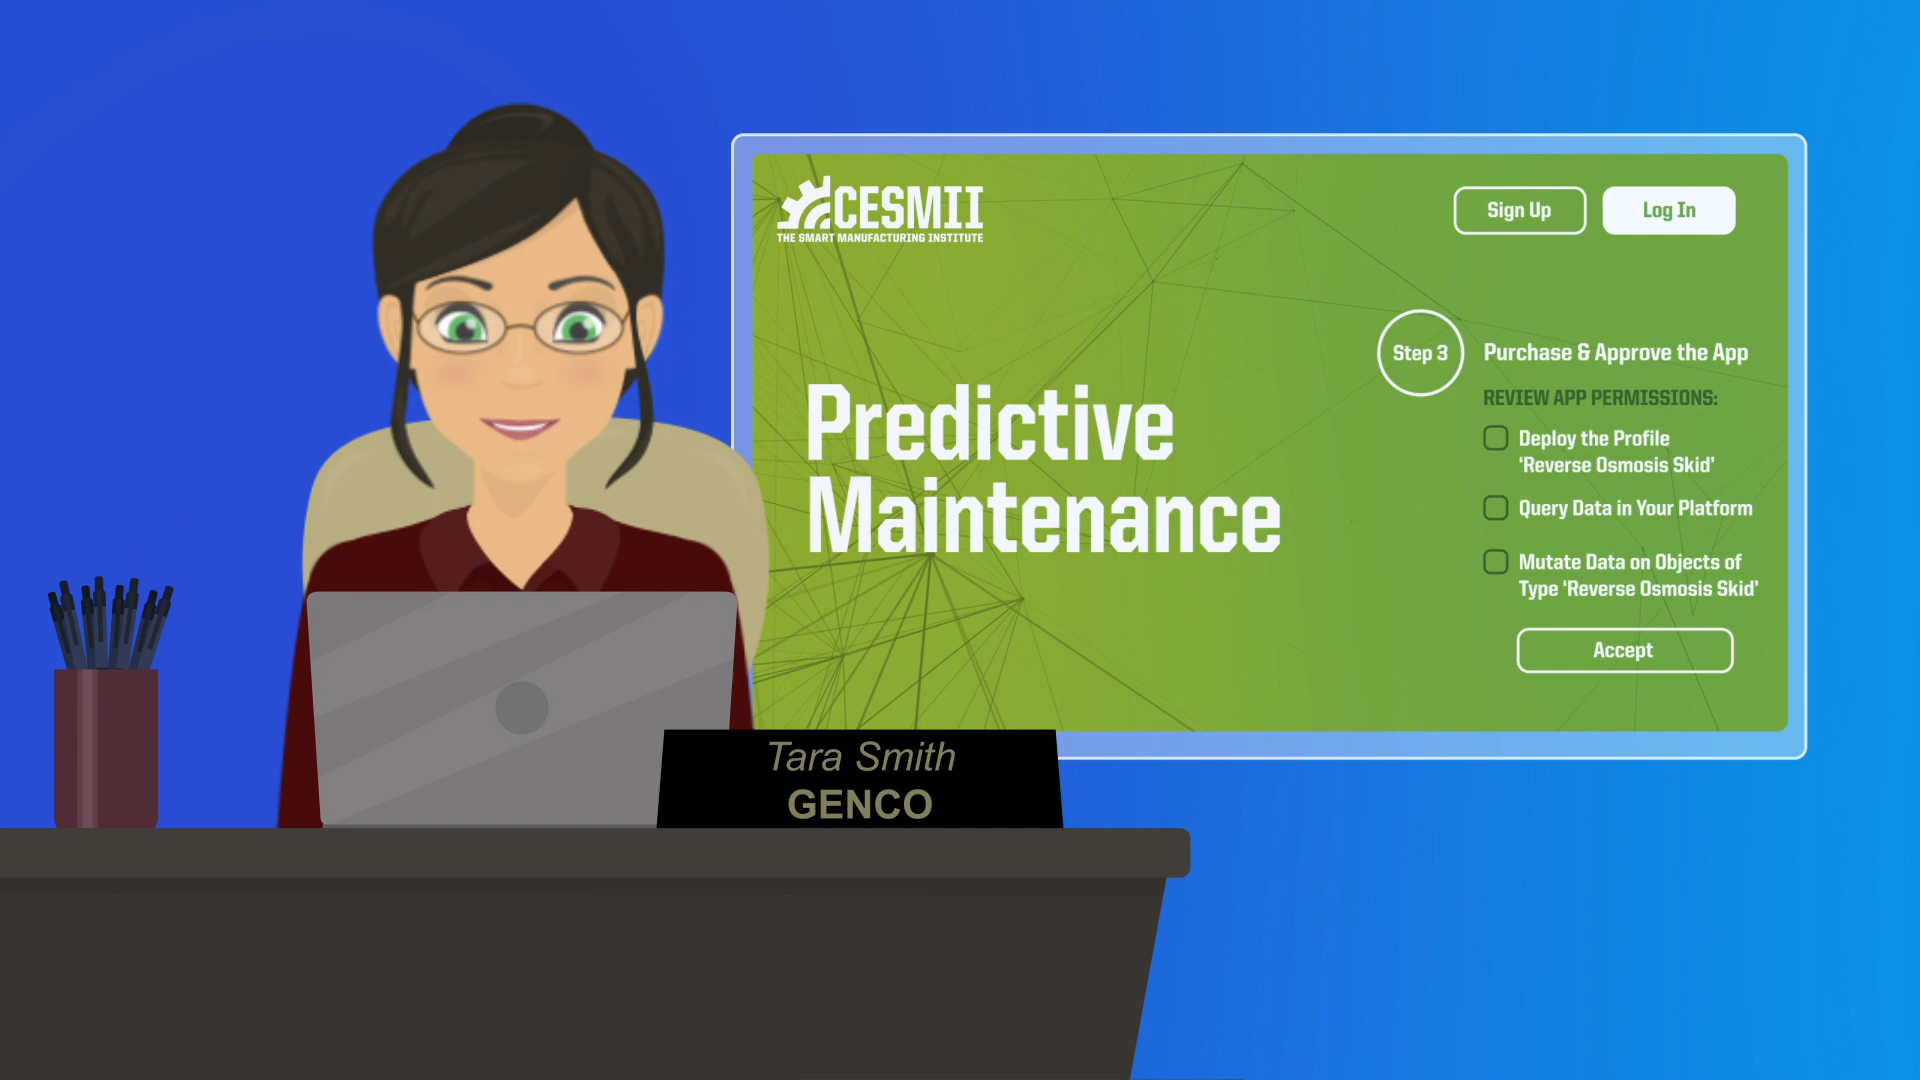 CESMII
THE SMART MANUFACTURING INSTITUTE
Sign Up
Log In
Predictive
Maintenance
Step 3
Purchase & Approve the App
REVIEW APP PERMISSIONS:
Deploy the Profile
‘Reverse Osmosis Skid’
Query Data in Your Platform
Mutate Data on Objects of
Type ‘Reverse Osmosis Skid’
Accept
Tara Smith
GENCO